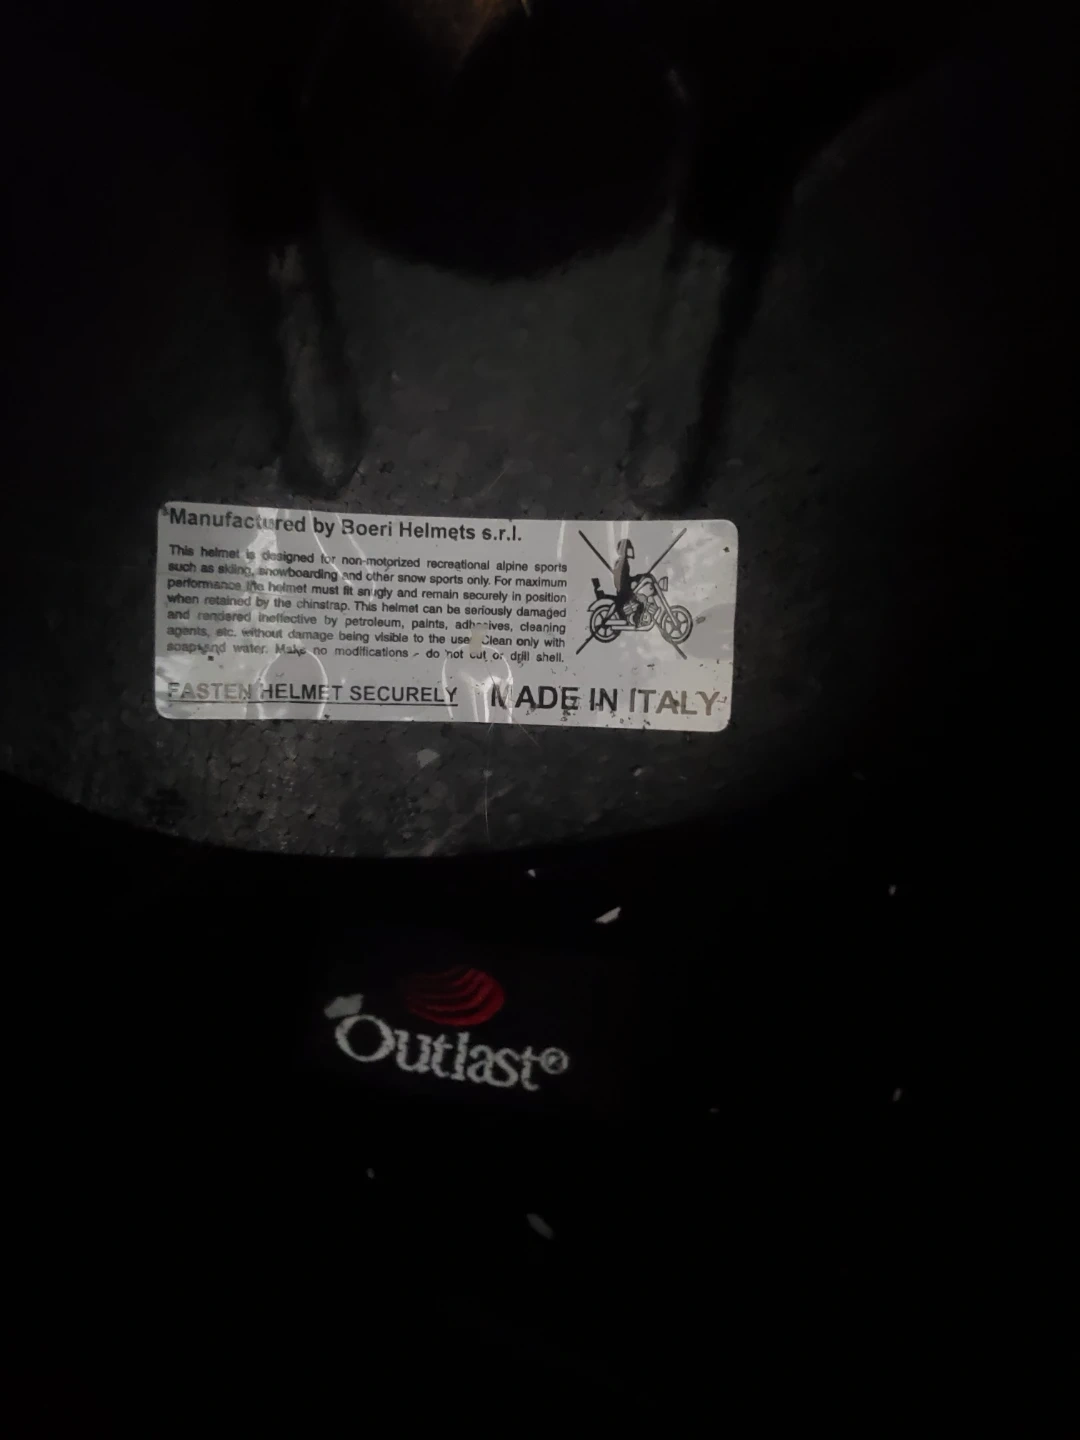 Manufactured by Boeri Helmets s.r.l.
This helmet is designed for non-motorized recreational alpine sports
such as skiing, snowboarding and other snow sports only. For maximum
performance the helmet must fit snugly and remain securely in position
when retained by the chinstrap. This helmet can be seriously damaged
and rendered ineffective by petroleum, paints, adhesives, cleaning
agents, etc. without damage being visible to the user. Clean only with
soap and water. Make no modifications - do not cut or drill shell.
FASTEN HELMET SECURELY MADE IN ITALY
Outlast®